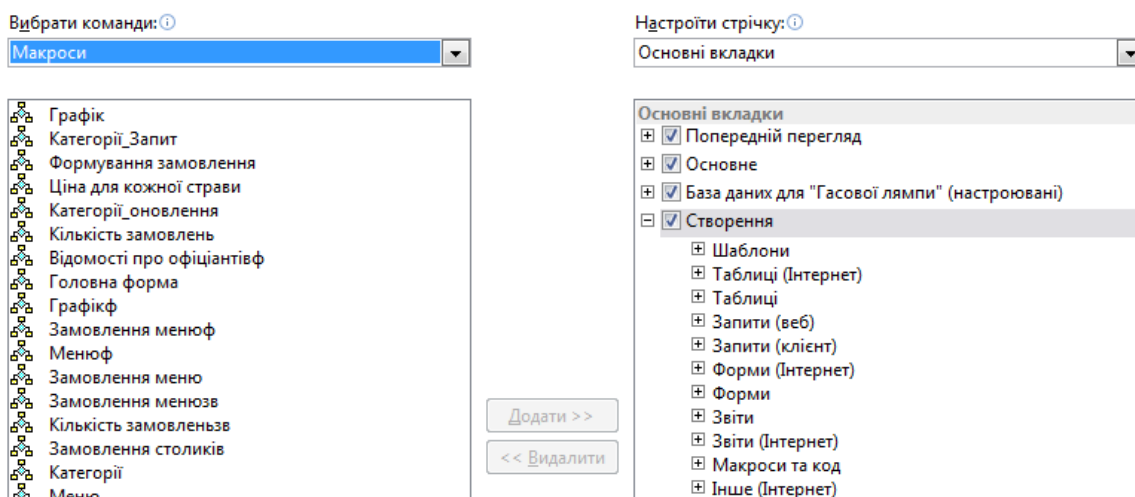 Вибрати команди:
Макроси
Графік
Категорії_Запит
Формування замовлення
Ціна для кожної страви
Категорії_оновлення
Кількість замовлень
Відомості про офіціантівф
Головна форма
Графікф
Замовлення менюф
Менюф
Замовлення меню
Замовлення менюзв
Кількість замовленьзв
Замовлення столиків
Категорії
Меню
Додати >>
<< Видалити
Настроїти стрічку:
Основні вкладки
Основні вкладки
Попередній перегляд
Основне
База даних для "Гасової лямпи" (настроювані)
Створення
Шаблони
Таблиці (Інтернет)
Таблиці
Запити (веб)
Запити (клієнт)
Форми (Інтернет)
Форми
Звіти
Звіти (Інтернет)
Макроси та код
Інше (Інтернет)